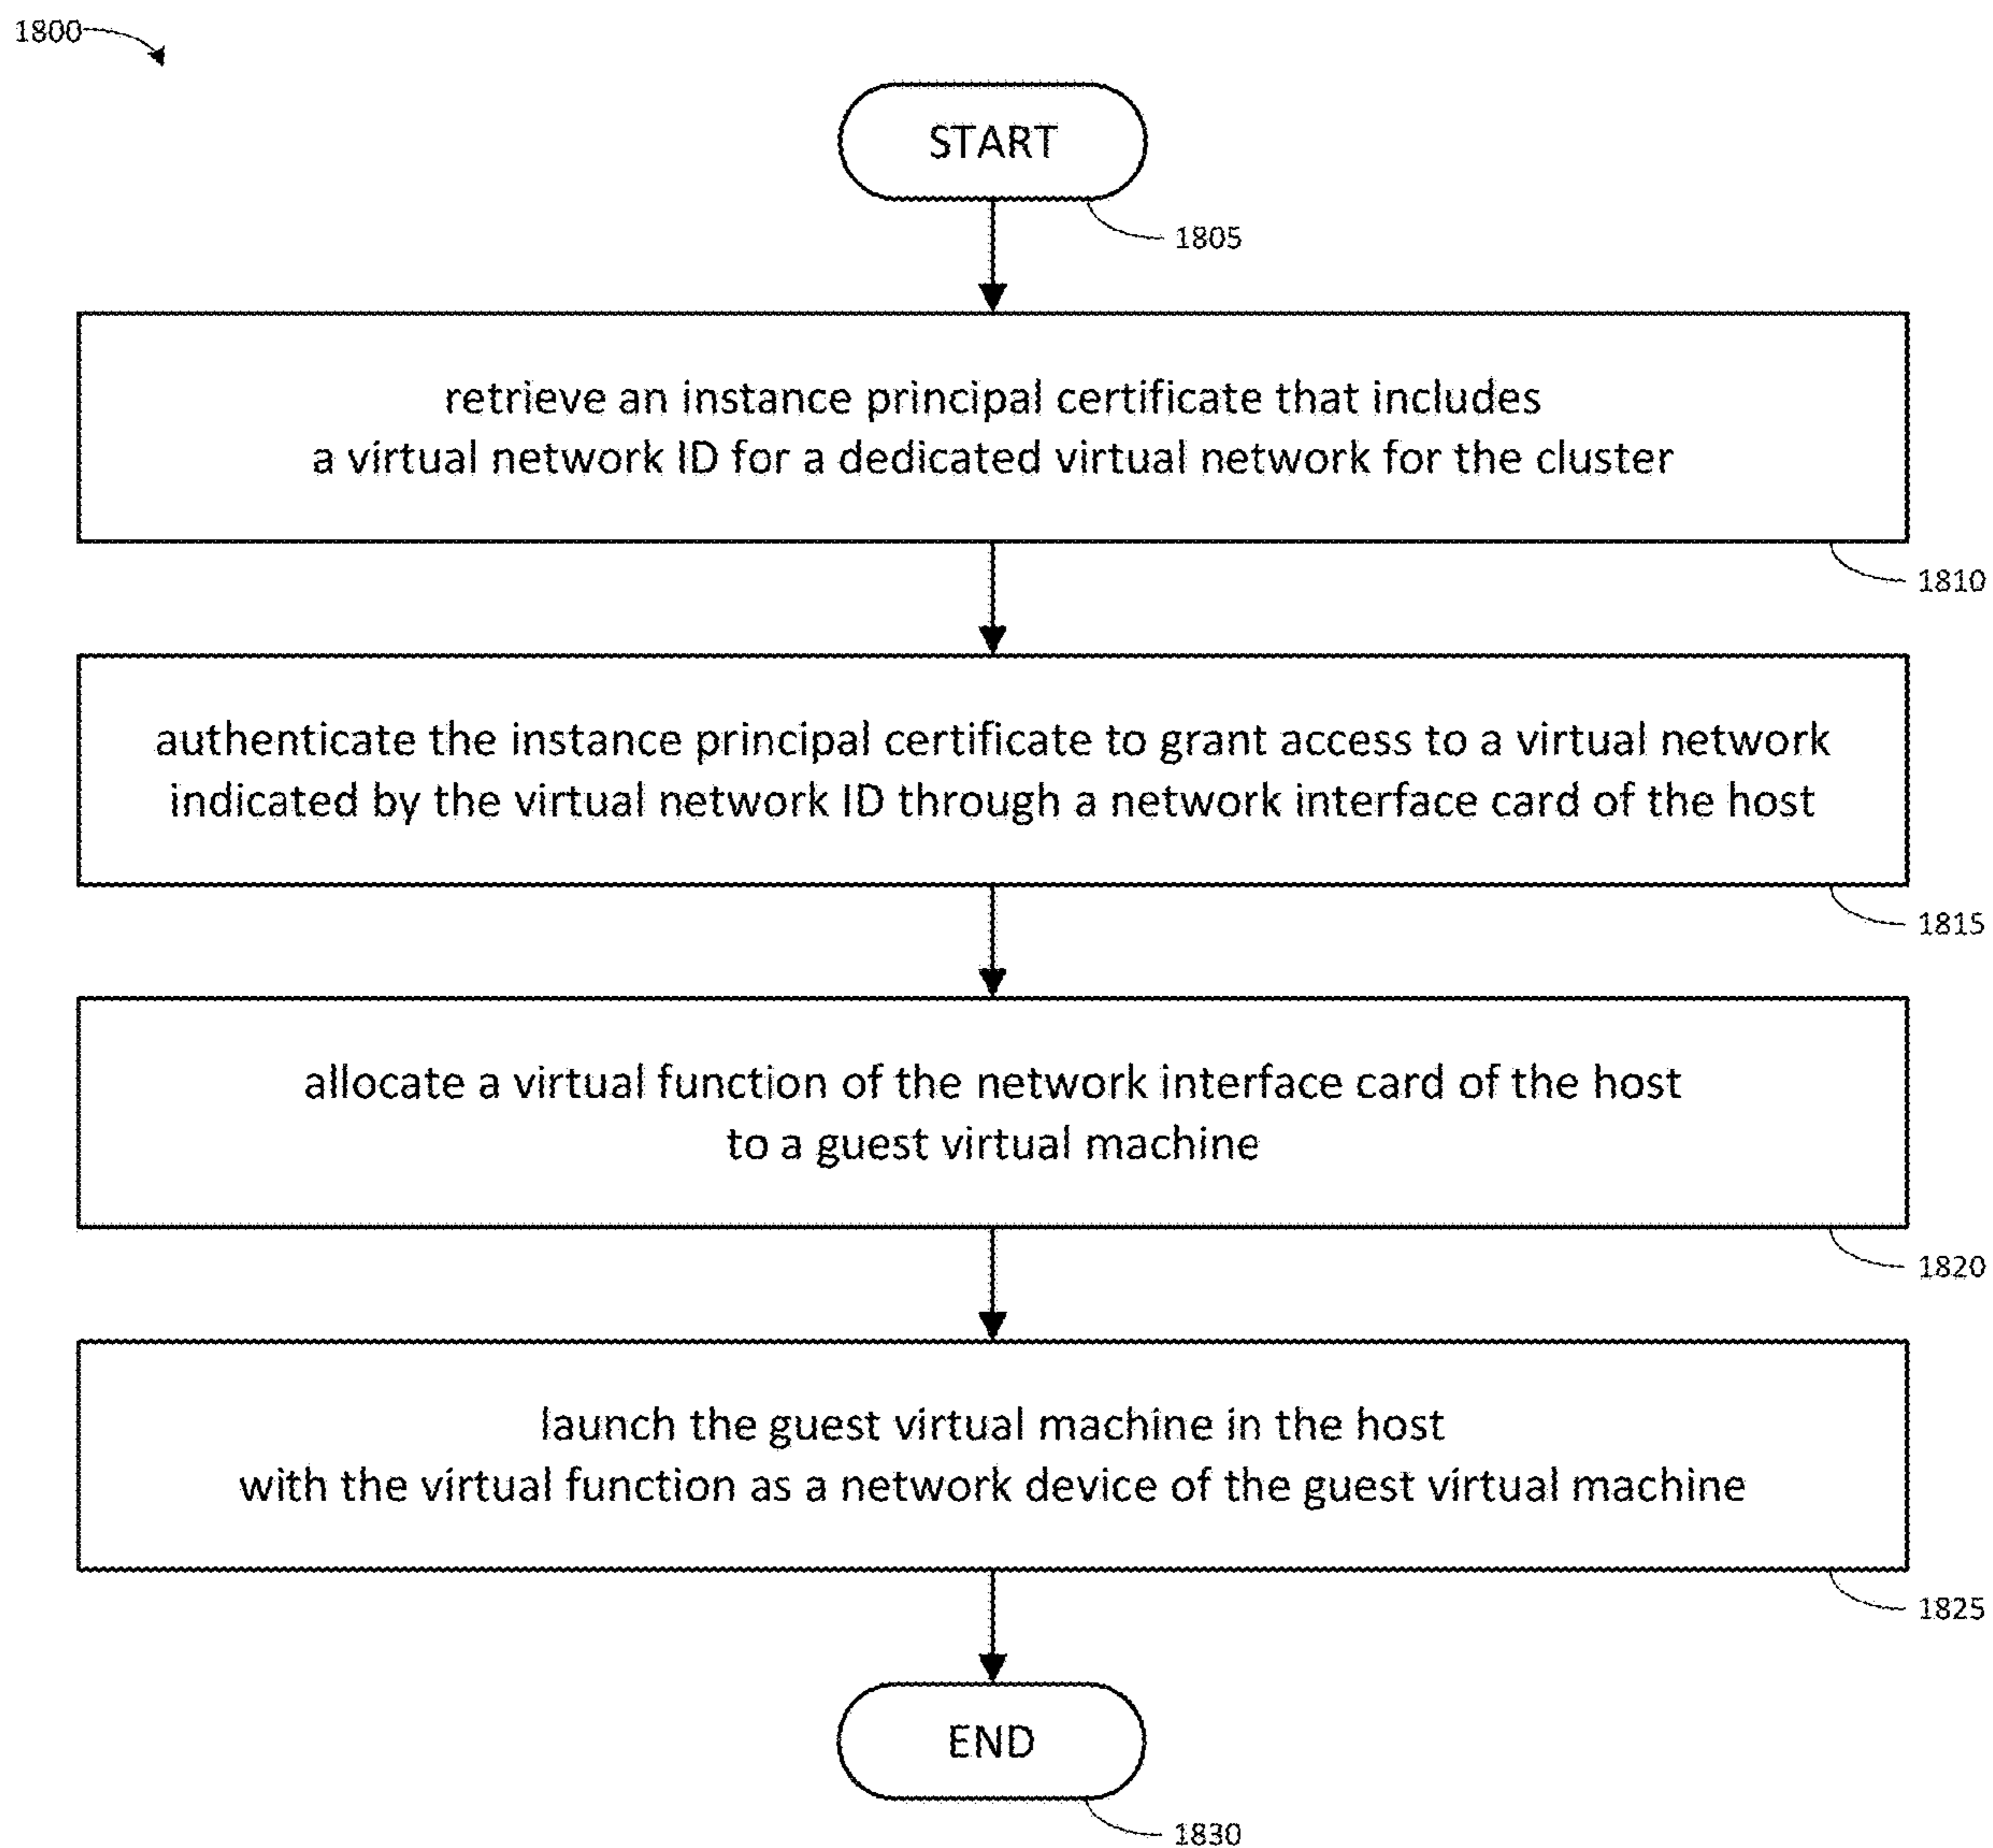 1800
START
1805
retrieve an instance principal certificate that includes
a virtual network ID for a dedicated virtual network for the cluster
1810
authenticate the instance principal certificate to grant access to a virtual network
indicated by the virtual network ID through a network interface card of the host
1815
allocate a virtual function of the network interface card of the host
to a guest virtual machine
1820
launch the guest virtual machine in the host
with the virtual function as a network device of the guest virtual machine
1825
END
1830